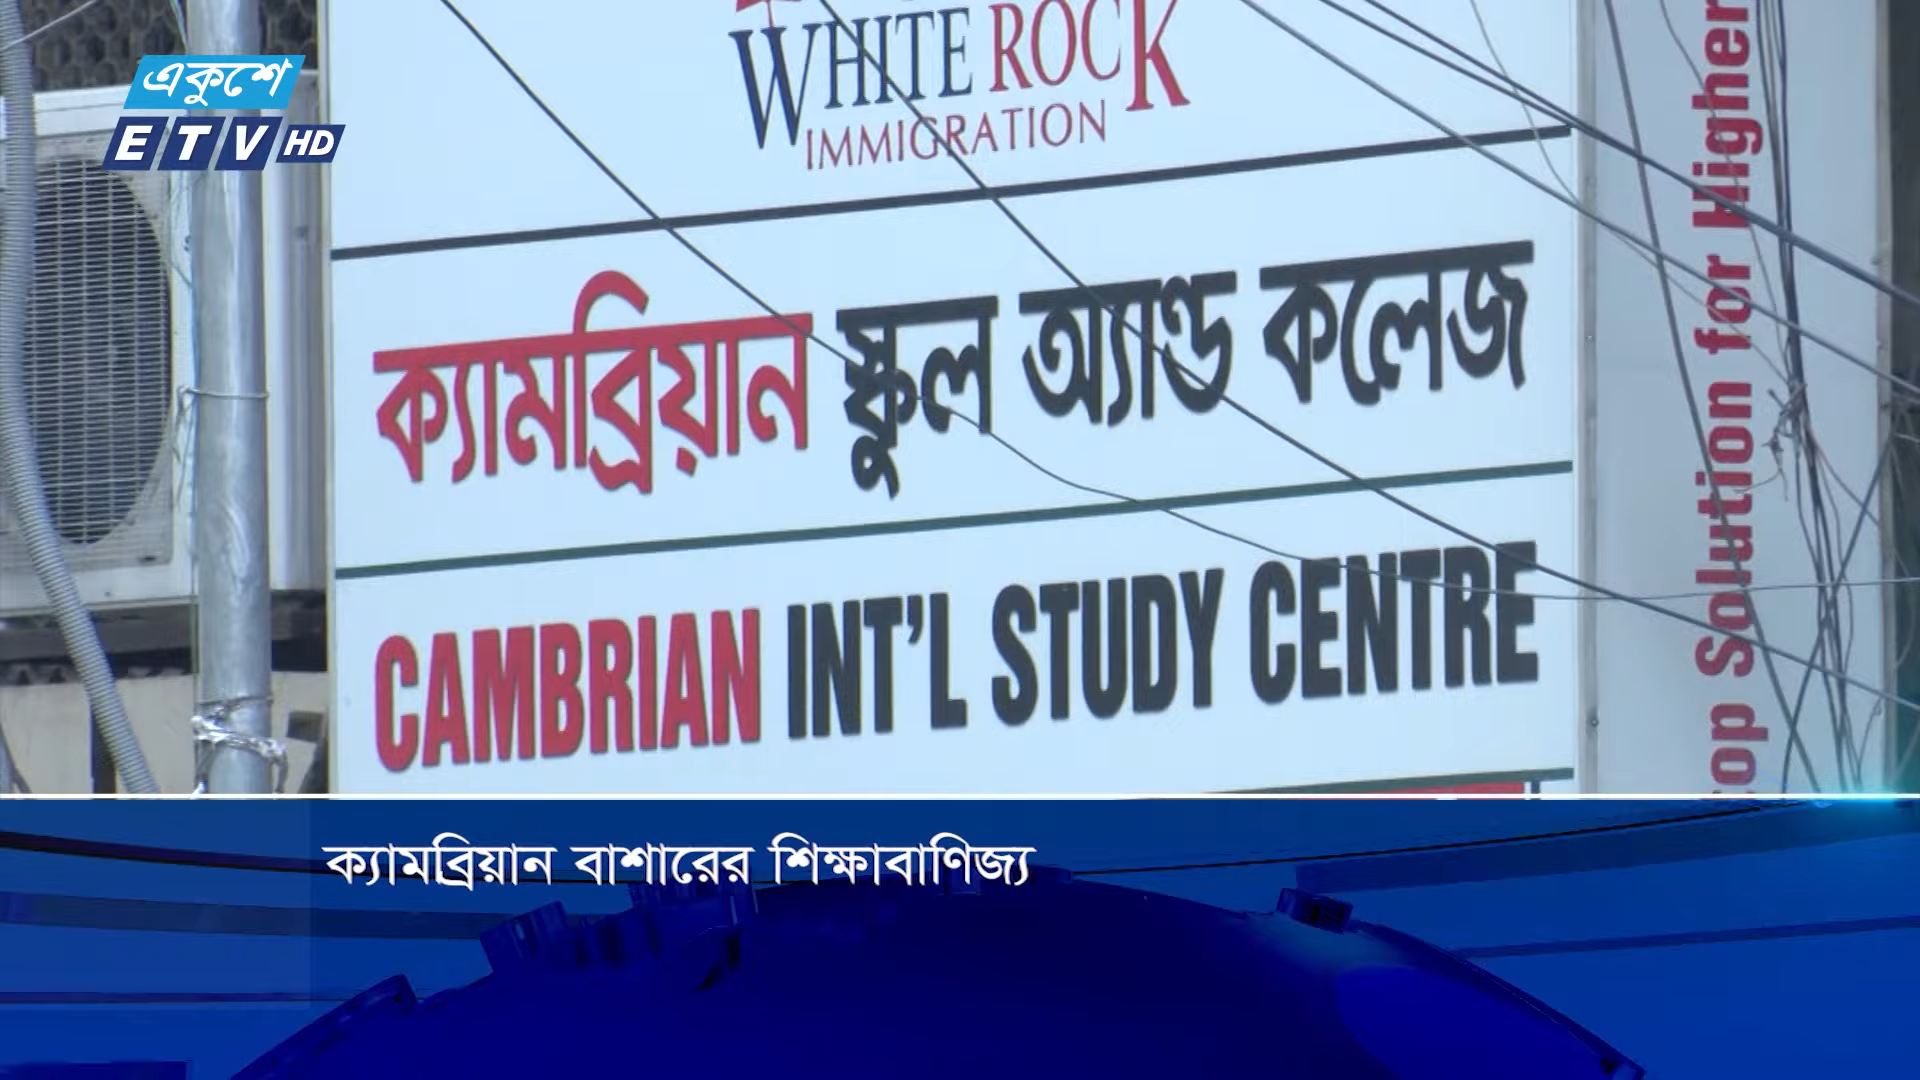 একুশে
ETV HD
WHITE ROCK
IMMIGRATION
ক্যামব্রিয়ান স্কুল অ্যান্ড কলেজ
CAMBRIAN INT'L STUDY CENTRE
Solution for Higher
ক্যামব্রিয়ান বাশারের শিক্ষাবাণিজ্য